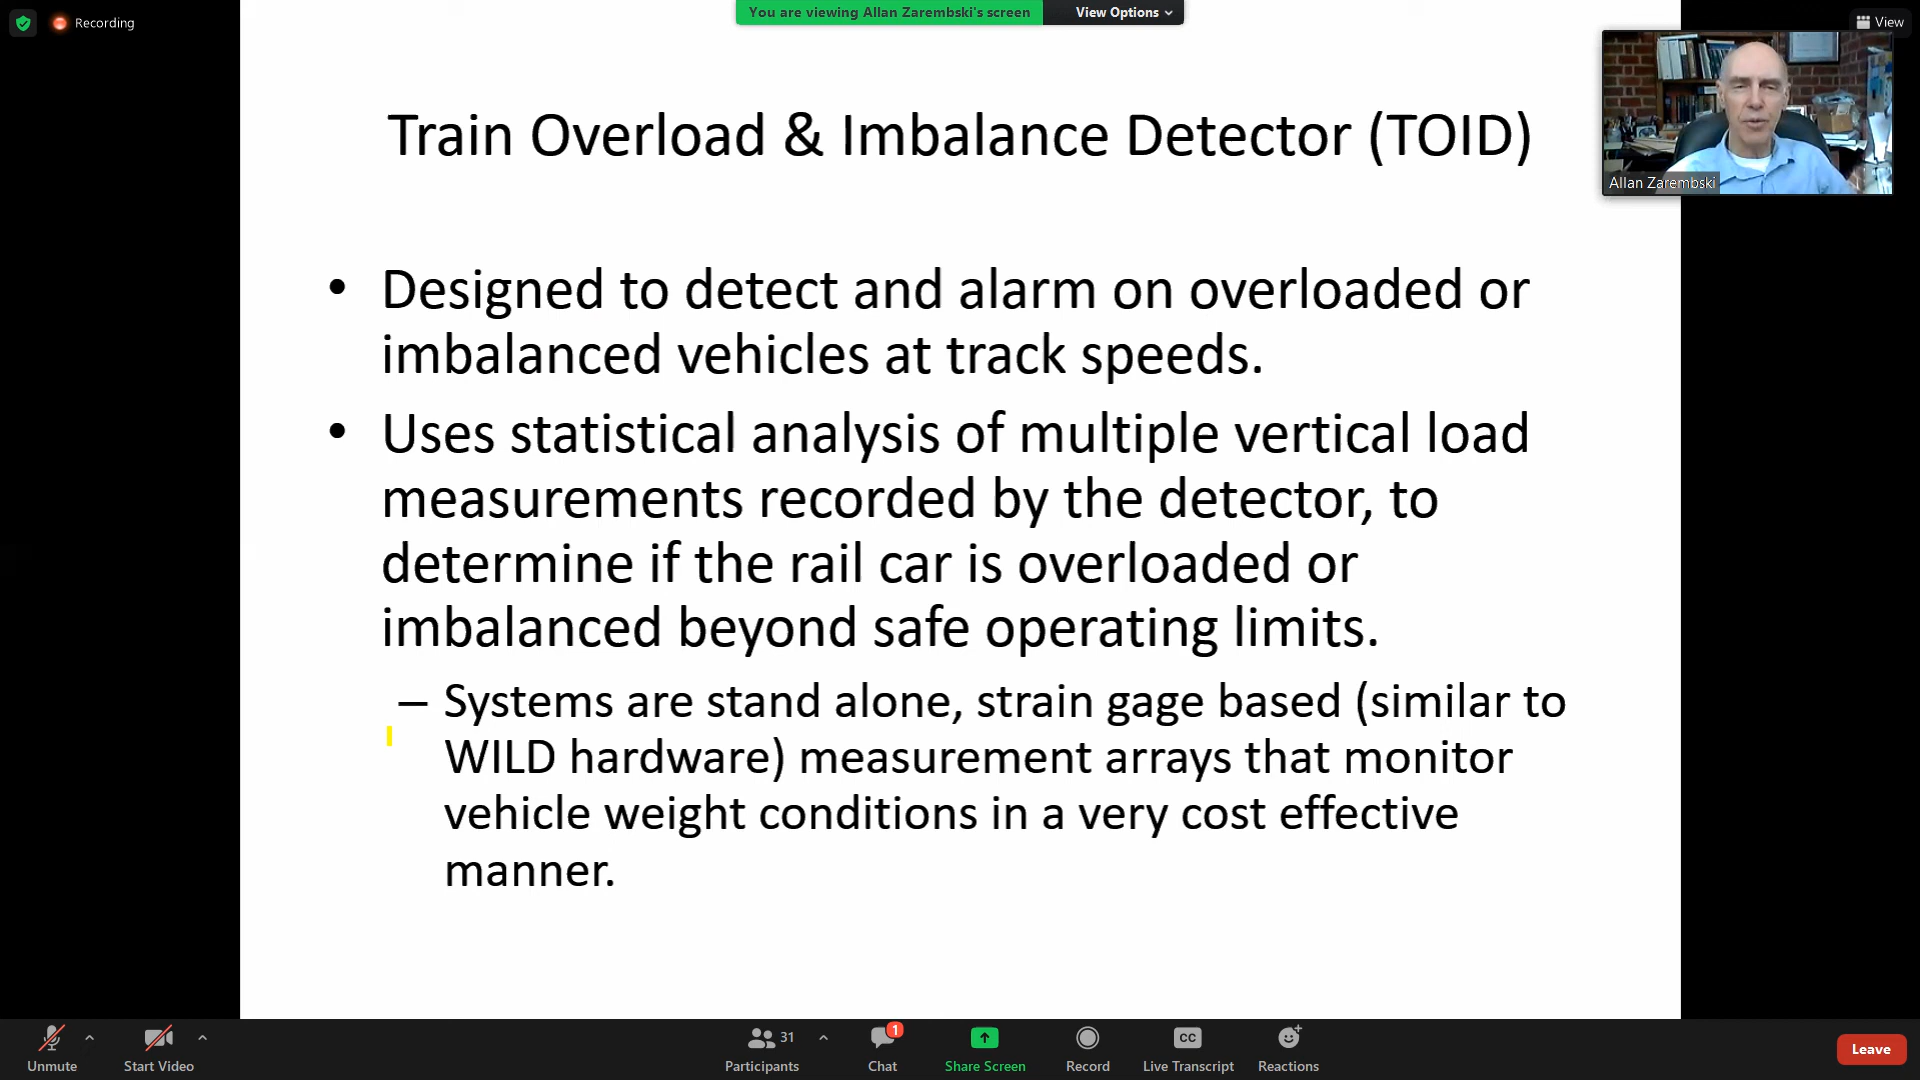 Recording
You are viewing Allan Zarembski's screen View Options
View
Allan Zarembski
Train Overload & Imbalance Detector (TOID)
• Designed to detect and alarm on overloaded or
imbalanced vehicles at track speeds.
• Uses statistical analysis of multiple vertical load
measurements recorded by the detector, to
determine if the rail car is overloaded or
imbalanced beyond safe operating limits.
– Systems are stand alone, strain gage based (similar to
WILD hardware) measurement arrays that monitor
vehicle weight conditions in a very cost effective
manner.
31
1
CC
Unmute Start Video Participants Chat Share Screen Record Live Transcript Reactions Leave